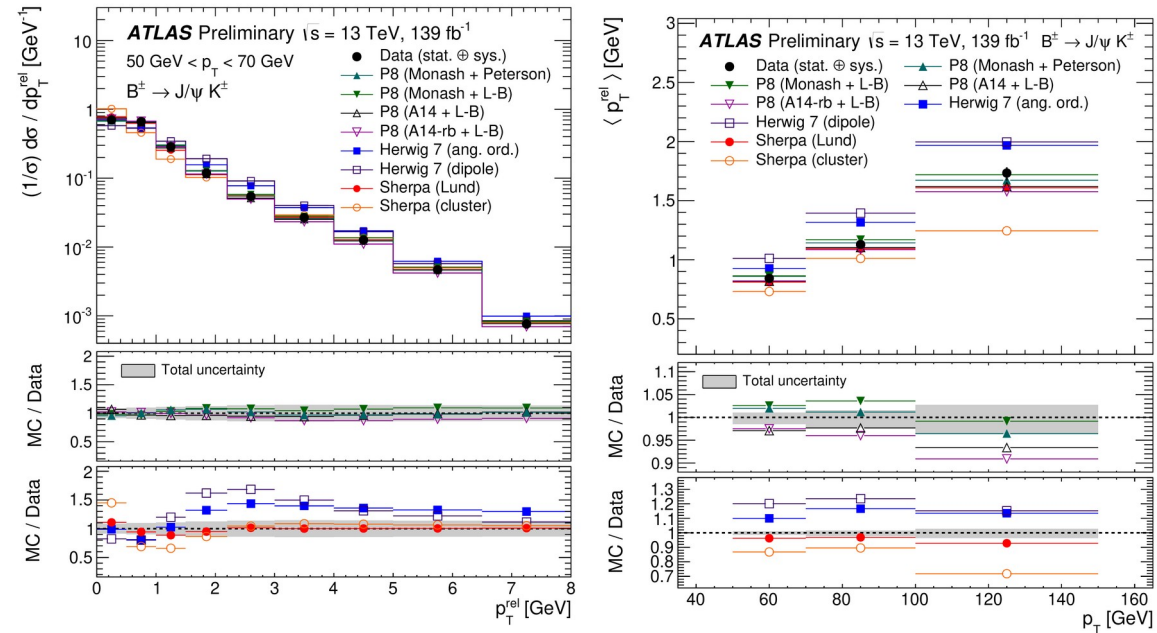 ATLAS Preliminary √s = 13 TeV, 139 fb⁻¹
50 GeV < p_T < 70 GeV
B± → J/ψ K±
Data (stat. ⊕ sys.)
P8 (Monash + Peterson)
P8 (Monash + L-B)
P8 (A14 + L-B)
P8 (A14-rb + L-B)
Herwig 7 (ang. ord.)
Herwig 7 (dipole)
Sherpa (Lund)
Sherpa (cluster)
(1/σ) dσ / dp_T^rel [GeV⁻¹]
10
1
10⁻¹
10⁻²
10⁻³
Total uncertainty
MC / Data
2
1.5
1
0.5
MC / Data
2
1.5
1
0.5
0 1 2 3 4 5 6 7 8
p_T^rel [GeV]
ATLAS Preliminary √s = 13 TeV, 139 fb⁻¹ B± → J/ψ K±
Data (stat. ⊕ sys.) P8 (Monash + Peterson)
P8 (Monash + L-B) P8 (A14 + L-B)
P8 (A14-rb + L-B) Herwig 7 (ang. ord.)
Herwig 7 (dipole)
Sherpa (Lund)
Sherpa (cluster)
⟨ p_T^rel ⟩ [GeV]
3
2.5
2
1.5
1
0.5
Total uncertainty
MC / Data
1.1
1.05
1
0.95
0.9
MC / Data
1.3
1.2
1.1
1
0.9
0.8
0.7
40 60 80 100 120 140 160
p_T [GeV]